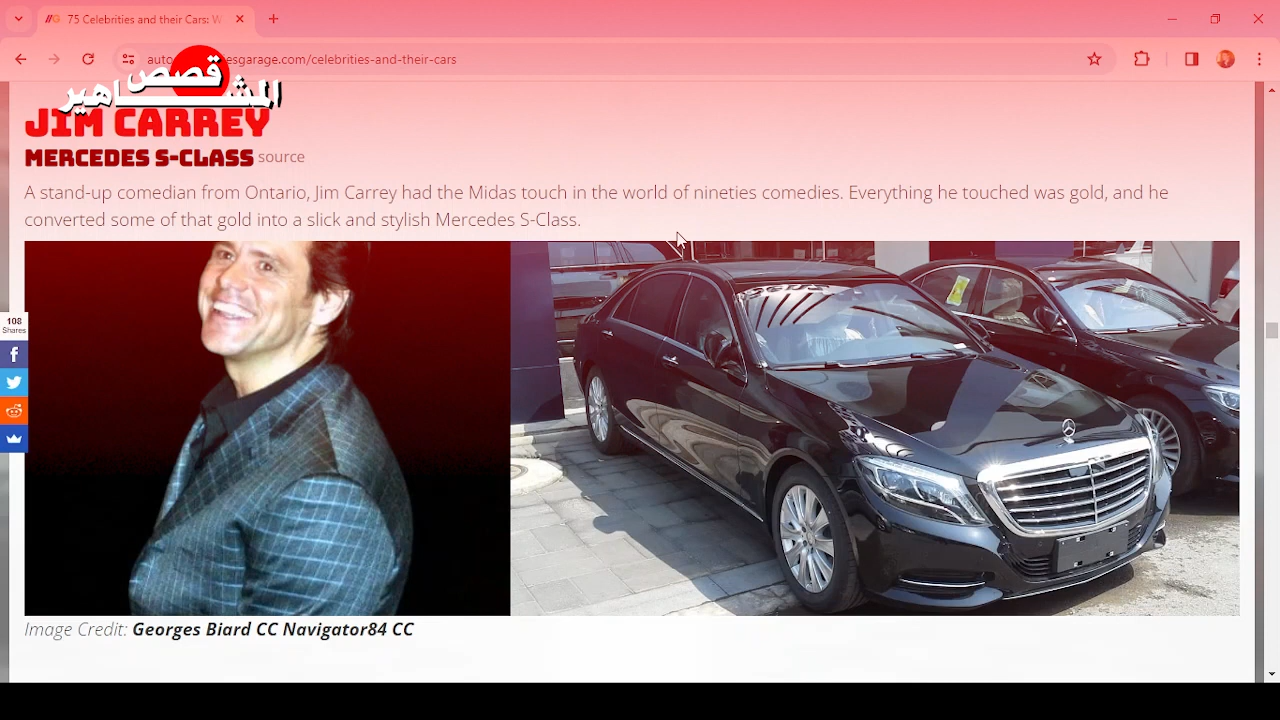 75 Celebrities and their Cars: W
esgarage.com/celebrities-and-their-cars
قصص
المشاهير
JIM CARREY
MERCEDES S-CLASS source
A stand-up comedian from Ontario, Jim Carrey had the Midas touch in the world of nineties comedies. Everything he touched was gold, and he
converted some of that gold into a slick and stylish Mercedes S-Class.
108
Shares
Image Credit: Georges Biard CC Navigator84 CC